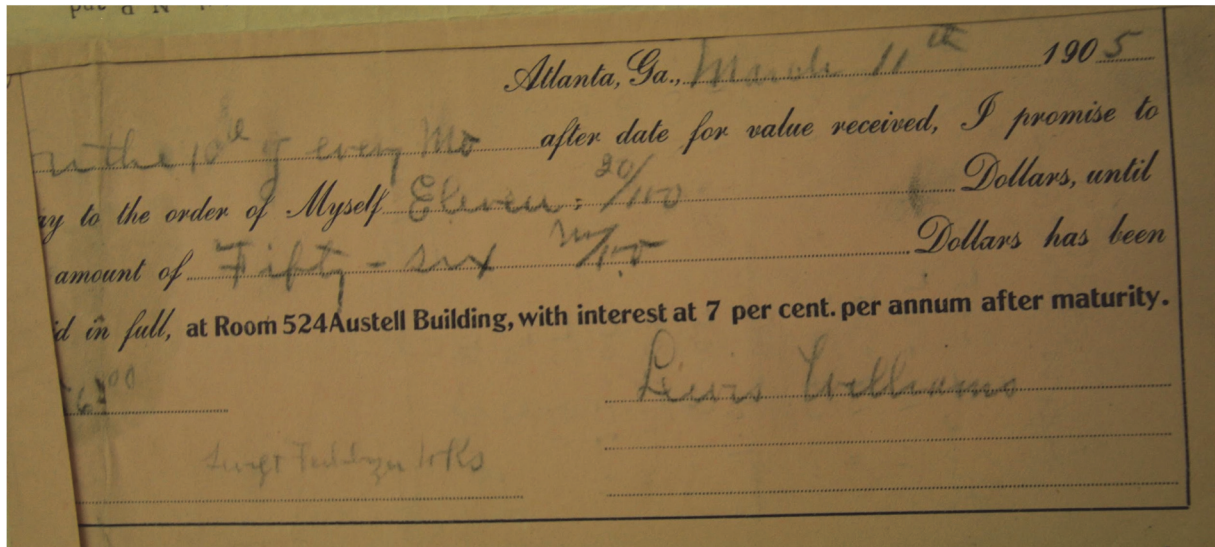 Atlanta, Ga., March 11th 1905
on the 10th of every Mo after date for value received, I promise to
ay to the order of Myself Eleven: 20/100 Dollars, until
amount of Fifty-six no/100 Dollars has been
d in full, at Room 524 Austell Building, with interest at 7 per cent. per annum after maturity.
Lewis Williams